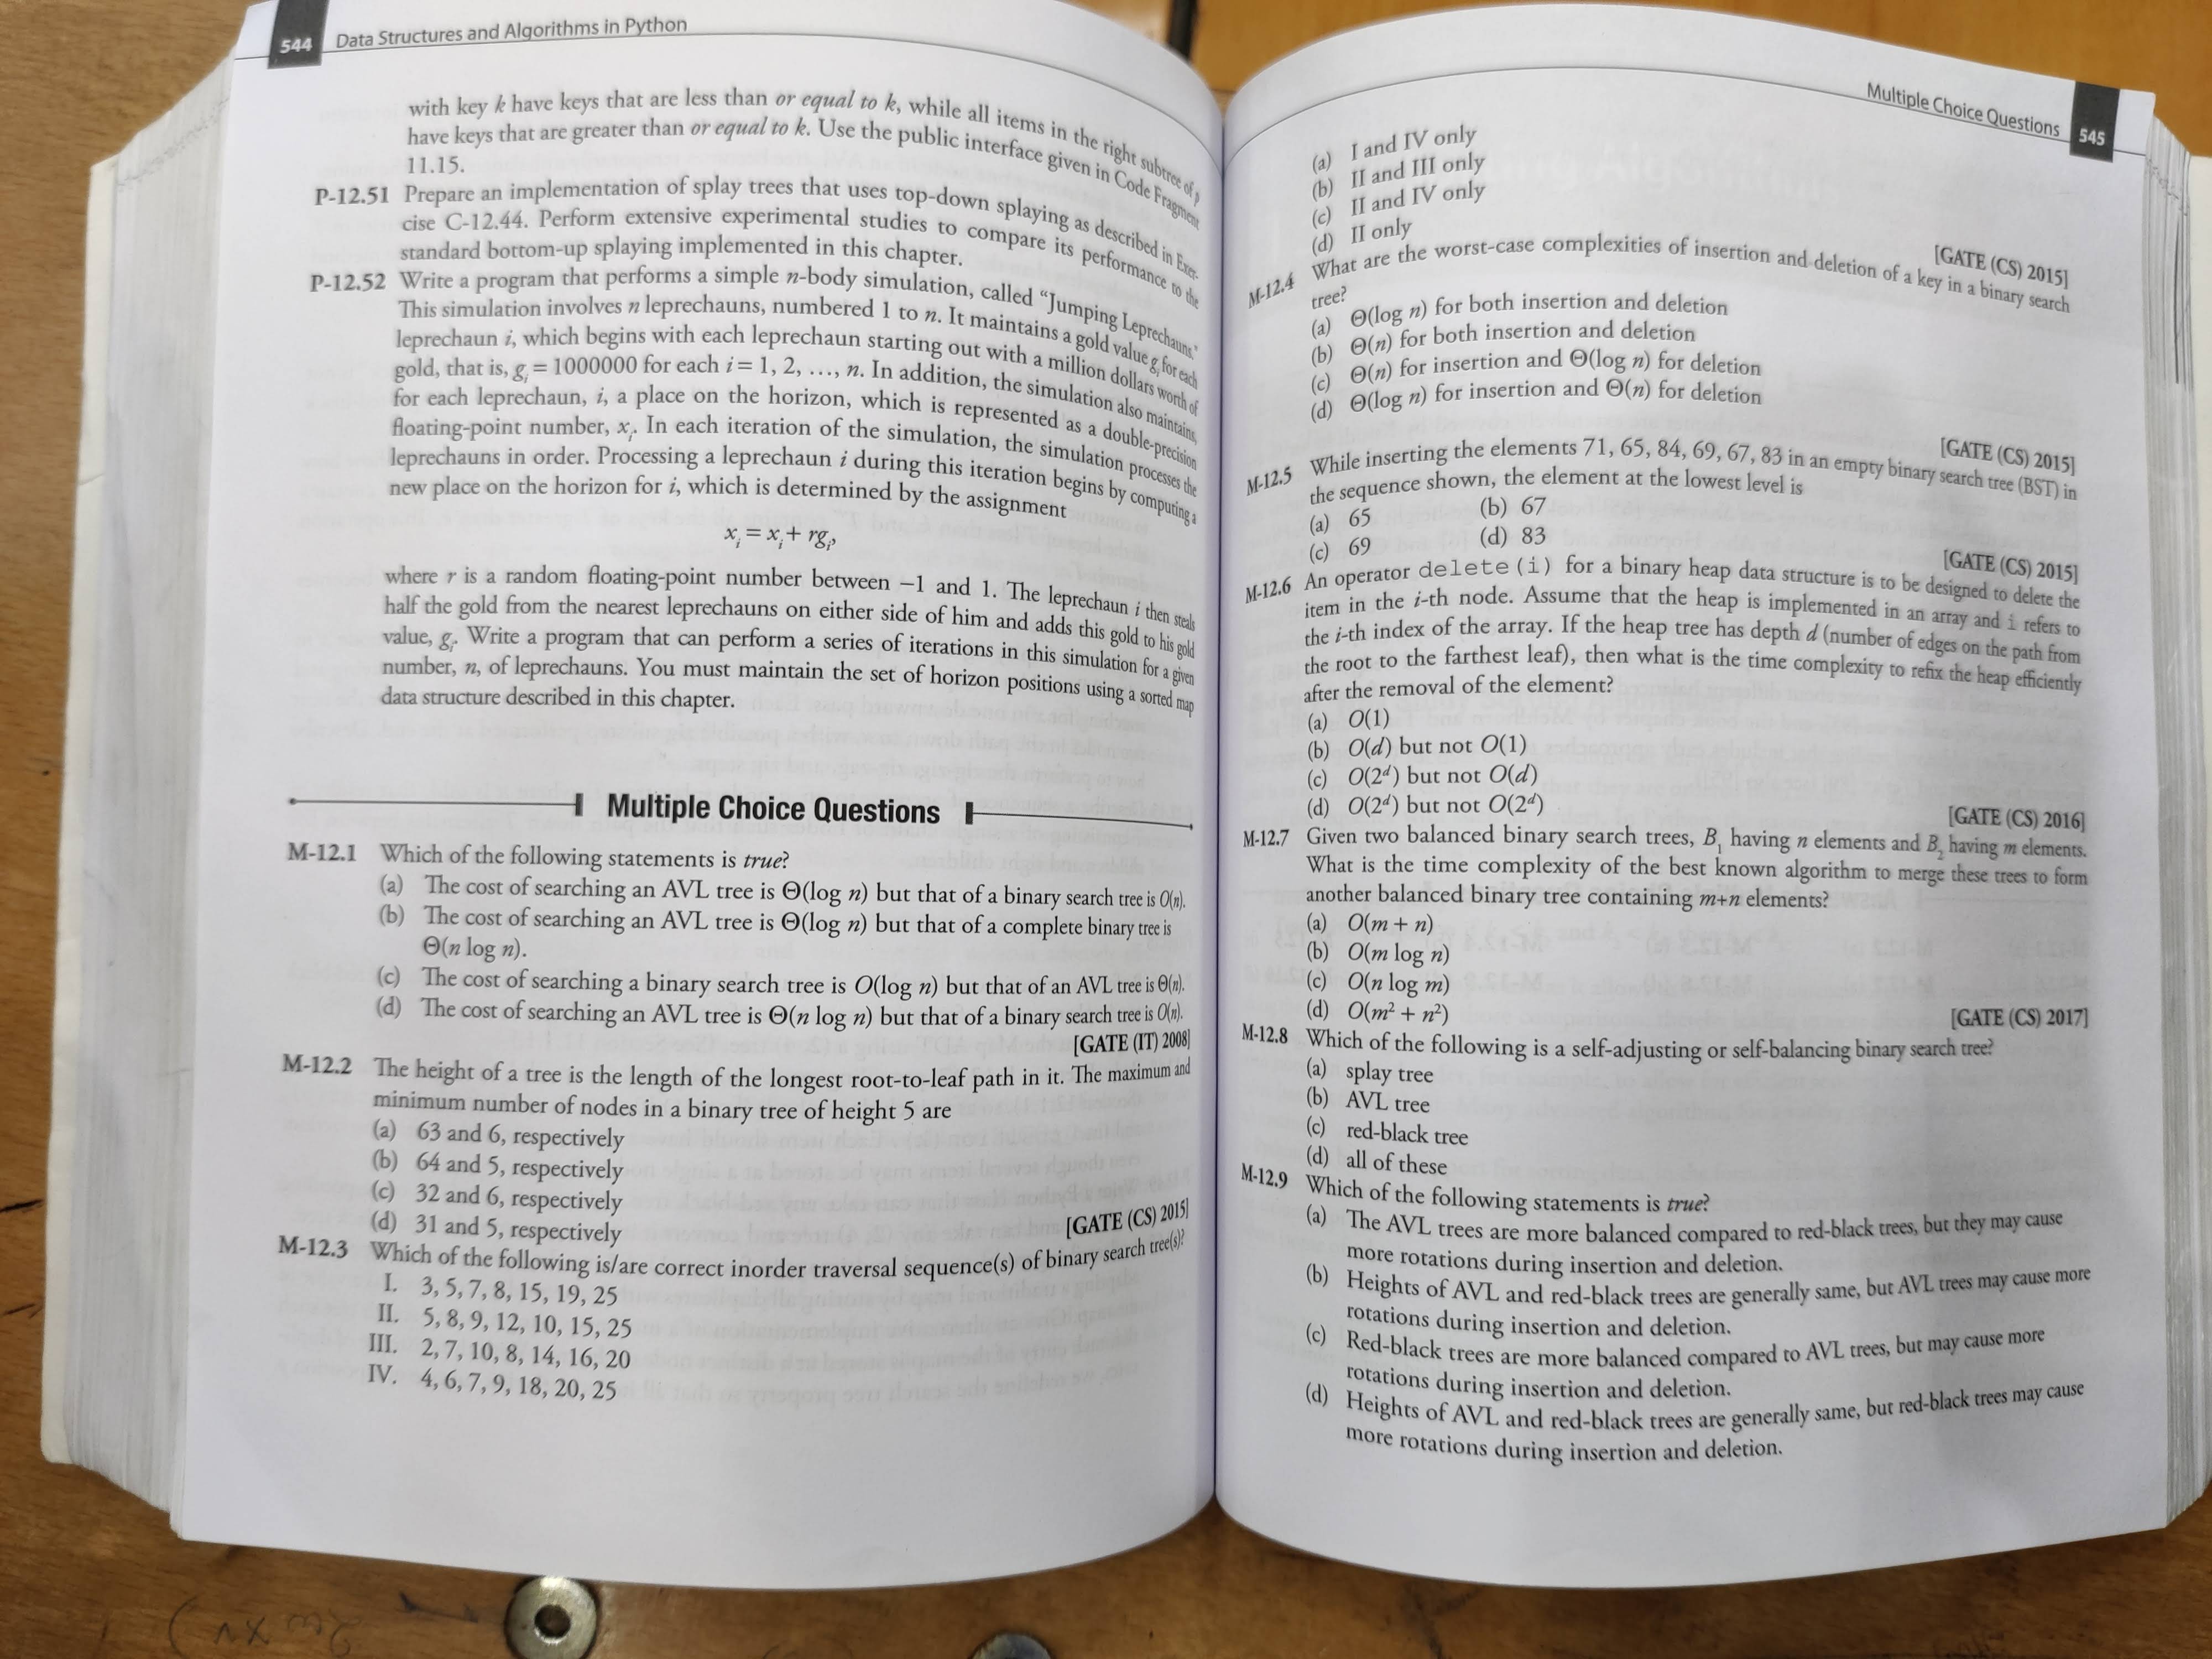 544 Data Structures and Algorithms in Python
with key k have keys that are less than or equal to k, while all items in the right subtree of p
have keys that are greater than or equal to k. Use the public interface given in Code Fragment
11.15.
P-12.51 Prepare an implementation of splay trees that uses top-down splaying as described in Exer-
cise C-12.44. Perform extensive experimental studies to compare its performance to the
standard bottom-up splaying implemented in this chapter.
P-12.52 Write a program that performs a simple n-body simulation, called “Jumping Leprechauns.”
This simulation involves n leprechauns, numbered 1 to n. It maintains a gold value gᵢ for each
leprechaun i, which begins with each leprechaun starting out with a million dollars worth of
gold, that is, gᵢ = 1000000 for each i = 1, 2, ..., n. In addition, the simulation also maintains,
for each leprechaun, i, a place on the horizon, which is represented as a double-precision
floating-point number, xᵢ. In each iteration of the simulation, the simulation processes the
leprechauns in order. Processing a leprechaun i during this iteration begins by computing a
new place on the horizon for i, which is determined by the assignment
xᵢ = xᵢ + rgᵢ,
where r is a random floating-point number between −1 and 1. The leprechaun i then steals
half the gold from the nearest leprechauns on either side of him and adds this gold to his gold
value, gᵢ. Write a program that can perform a series of iterations in this simulation for a given
number, n, of leprechauns. You must maintain the set of horizon positions using a sorted map
data structure described in this chapter.
Multiple Choice Questions
M-12.1 Which of the following statements is true?
(a) The cost of searching an AVL tree is Θ(log n) but that of a binary search tree is O(n).
(b) The cost of searching an AVL tree is Θ(log n) but that of a complete binary tree is
Θ(n log n).
(c) The cost of searching a binary search tree is O(log n) but that of an AVL tree is Θ(n).
(d) The cost of searching an AVL tree is Θ(n log n) but that of a binary search tree is O(n).
[GATE (IT) 2008]
M-12.2 The height of a tree is the length of the longest root-to-leaf path in it. The maximum and
minimum number of nodes in a binary tree of height 5 are
(a) 63 and 6, respectively
(b) 64 and 5, respectively
(c) 32 and 6, respectively
(d) 31 and 5, respectively
[GATE (CS) 2015]
M-12.3 Which of the following is/are correct inorder traversal sequence(s) of binary search tree(s)?
I. 3, 5, 7, 8, 15, 19, 25
II. 5, 8, 9, 12, 10, 15, 25
III. 2, 7, 10, 8, 14, 16, 20
IV. 4, 6, 7, 9, 18, 20, 25
Multiple Choice Questions 545
(a) I and IV only
(b) II and III only
(c) II and IV only
(d) II only
[GATE (CS) 2015]
M-12.4 What are the worst-case complexities of insertion and deletion of a key in a binary search
tree?
(a) Θ(log n) for both insertion and deletion
(b) Θ(n) for both insertion and deletion
(c) Θ(n) for insertion and Θ(log n) for deletion
(d) Θ(log n) for insertion and Θ(n) for deletion
[GATE (CS) 2015]
M-12.5 While inserting the elements 71, 65, 84, 69, 67, 83 in an empty binary search tree (BST) in
the sequence shown, the element at the lowest level is
(a) 65 (b) 67
(c) 69 (d) 83
[GATE (CS) 2015]
M-12.6 An operator delete(i) for a binary heap data structure is to be designed to delete the
item in the i-th node. Assume that the heap is implemented in an array and i refers to
the i-th index of the array. If the heap tree has depth d (number of edges on the path from
the root to the farthest leaf), then what is the time complexity to refix the heap efficiently
after the removal of the element?
(a) O(1)
(b) O(d) but not O(1)
(c) O(2ᵈ) but not O(d)
(d) O(2ᵈ) but not O(2ᵈ)
[GATE (CS) 2016]
M-12.7 Given two balanced binary search trees, B₁ having n elements and B₂ having m elements.
What is the time complexity of the best known algorithm to merge these trees to form
another balanced binary tree containing m+n elements?
(a) O(m + n)
(b) O(m log n)
(c) O(n log m)
(d) O(m² + n²)
[GATE (CS) 2017]
M-12.8 Which of the following is a self-adjusting or self-balancing binary search tree?
(a) splay tree
(b) AVL tree
(c) red-black tree
(d) all of these
M-12.9 Which of the following statements is true?
(a) The AVL trees are more balanced compared to red-black trees, but they may cause
more rotations during insertion and deletion.
(b) Heights of AVL and red-black trees are generally same, but AVL trees may cause more
rotations during insertion and deletion.
(c) Red-black trees are more balanced compared to AVL trees, but may cause more
rotations during insertion and deletion.
(d) Heights of AVL and red-black trees are generally same, but red-black trees may cause
more rotations during insertion and deletion.